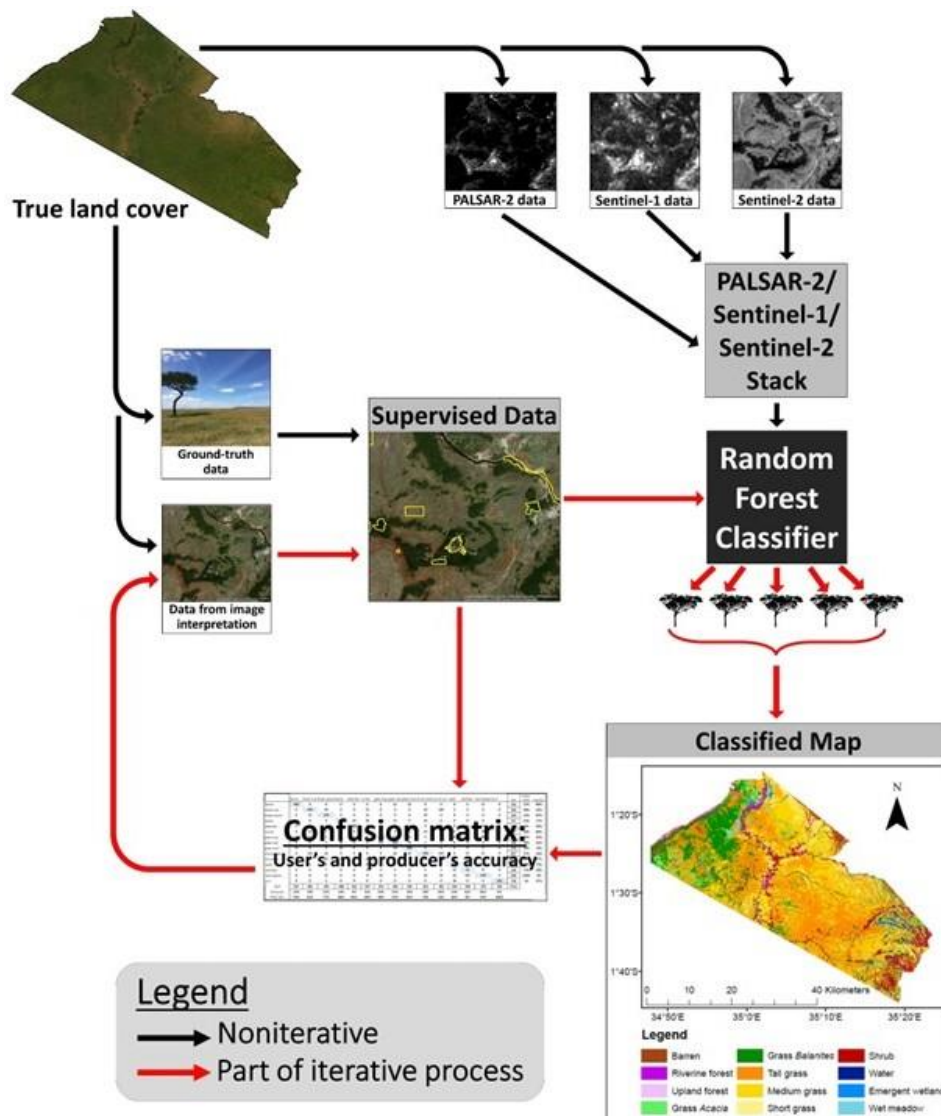 True land cover
PALSAR-2 data
Sentinel-1 data
Sentinel-2 data
PALSAR-2/
Sentinel-1/
Sentinel-2
Stack
Ground-truth
data
Supervised Data
Random
Forest
Classifier
Data from image
interpretation
Classified Map
N
1°20'S
1°30'S
1°40'S
0 10 20 40 Kilometers
34°50'E 35°0'E 35°10'E 35°20'E
Confusion matrix:
User's and producer's accuracy
Legend
Noniterative
Part of iterative process
Legend
Barren
Riverine forest
Upland forest
Grass Acacia
Grass Balanites
Tall grass
Medium grass
Short grass
Shrub
Water
Emergent wetland
Wet meadow